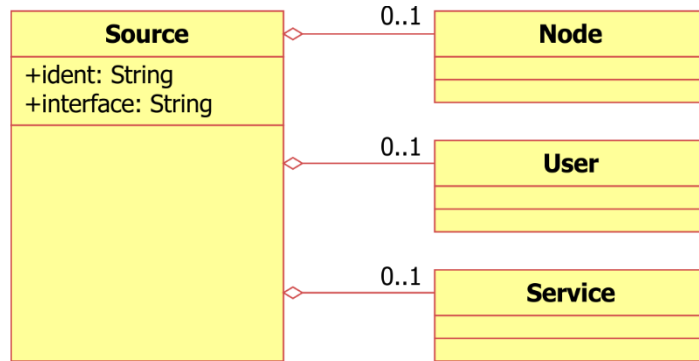 Source
+ident: String
+interface: String
0..1
Node
0..1
User
0..1
Service